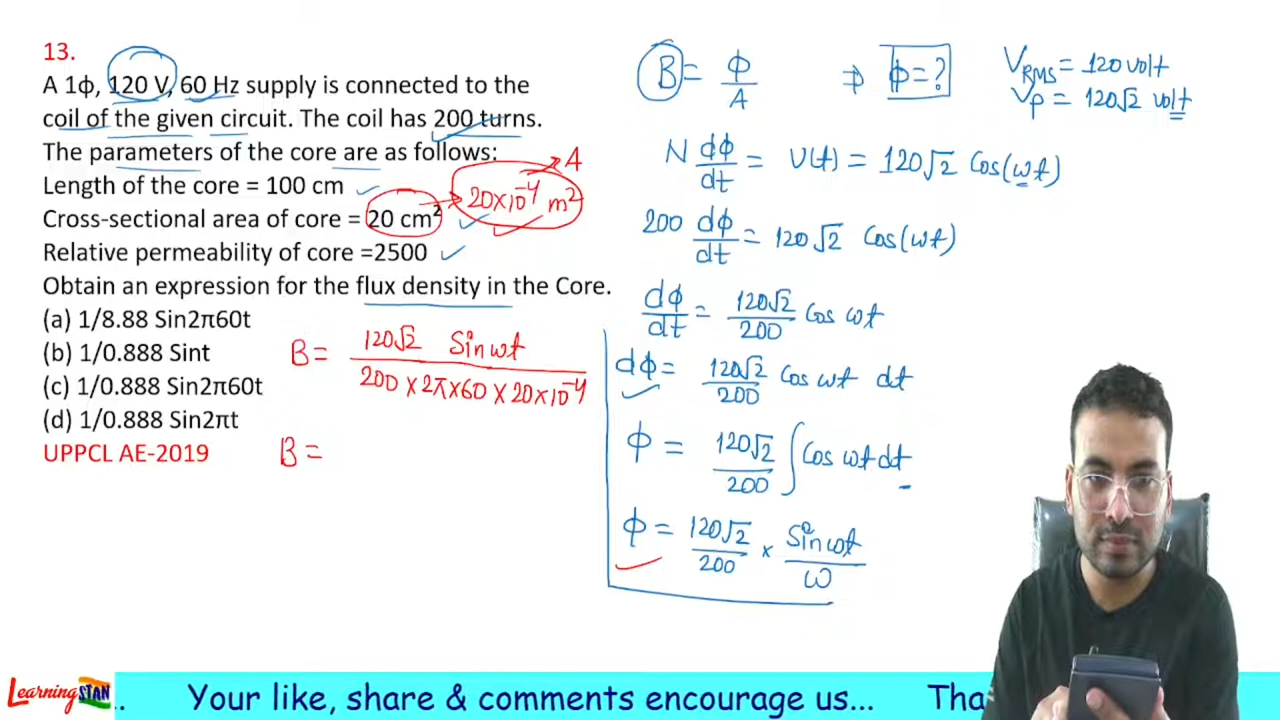 13.
A 1ϕ, 120 V, 60 Hz supply is connected to the
coil of the given circuit. The coil has 200 turns.
The parameters of the core are as follows:
Length of the core = 100 cm
Cross-sectional area of core = 20 cm²
20×10⁻⁴ m²
A
Relative permeability of core =2500
Obtain an expression for the flux density in the Core.
(a) 1/8.88 Sin2π60t
(b) 1/0.888 Sint
(c) 1/0.888 Sin2π60t
(d) 1/0.888 Sin2πt
UPPCL AE-2019
B = 120√2 Sinωt / 200 × 2π×60 × 20×10⁻⁴
B =
B = ϕ/A ⇒ ϕ = ?
V_RMS = 120 volt
V_P = 120√2 volt
N dϕ/dt = V(t) = 120√2 Cos(ωt)
200 dϕ/dt = 120√2 Cos(ωt)
dϕ/dt = 120√2/200 Cos ωt
dϕ = 120√2/200 Cos ωt dt
ϕ = 120√2/200 ∫ Cos ωt dt
ϕ = 120√2/200 × Sin ωt/ω
Learning STAN
.. Your like, share & comments encourage us... Tha